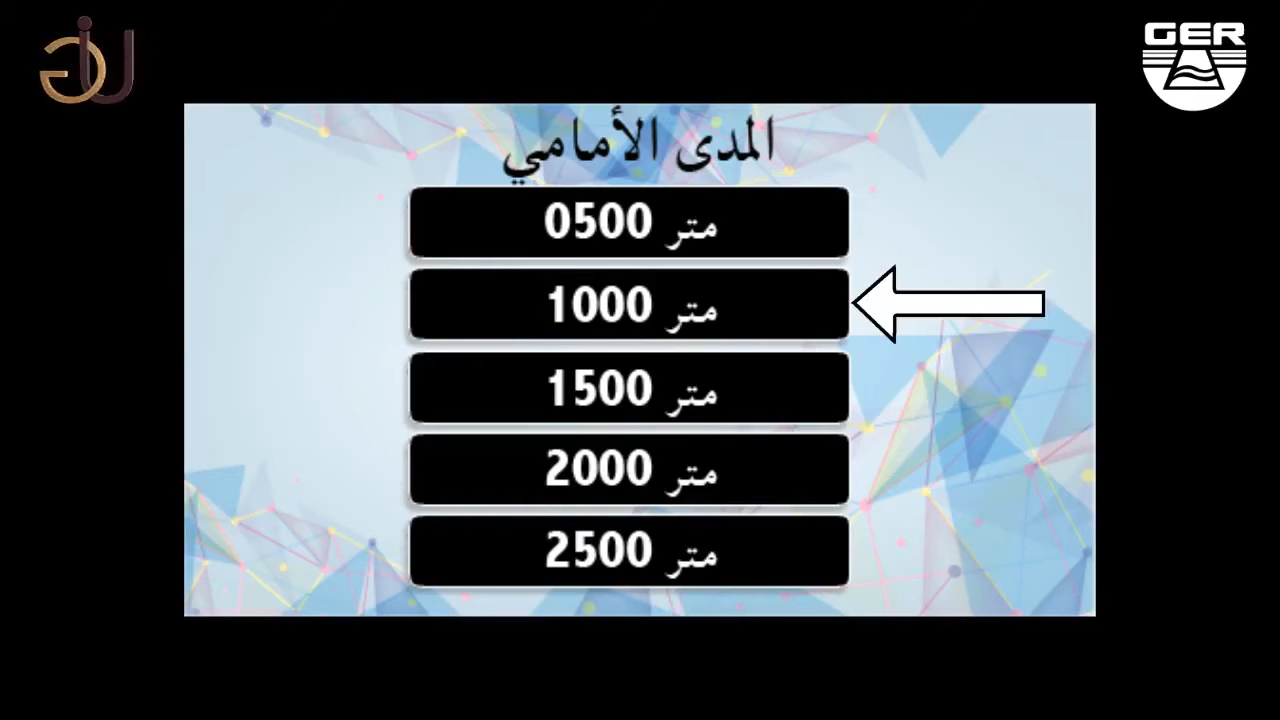 GER
المدى الأمامي
0500 متر
1000 متر
1500 متر
2000 متر
2500 متر